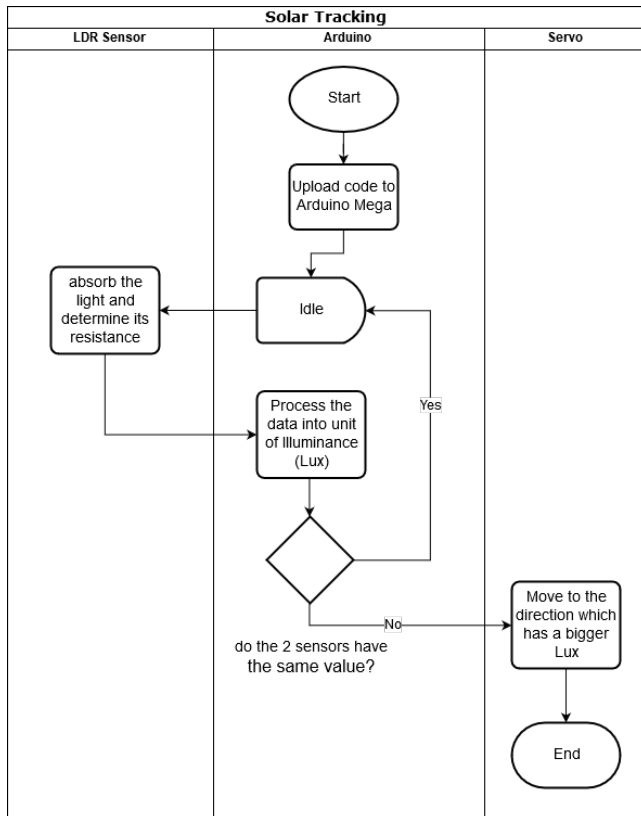 Solar Tracking
LDR Sensor
Arduino
Servo
Start
Upload code to
Arduino Mega
absorb the
light and
determine its
resistance
Idle
Process the
data into unit
of Illuminance
(Lux)
Yes
No
do the 2 sensors have
the same value?
Move to the
direction which
has a bigger
Lux
End